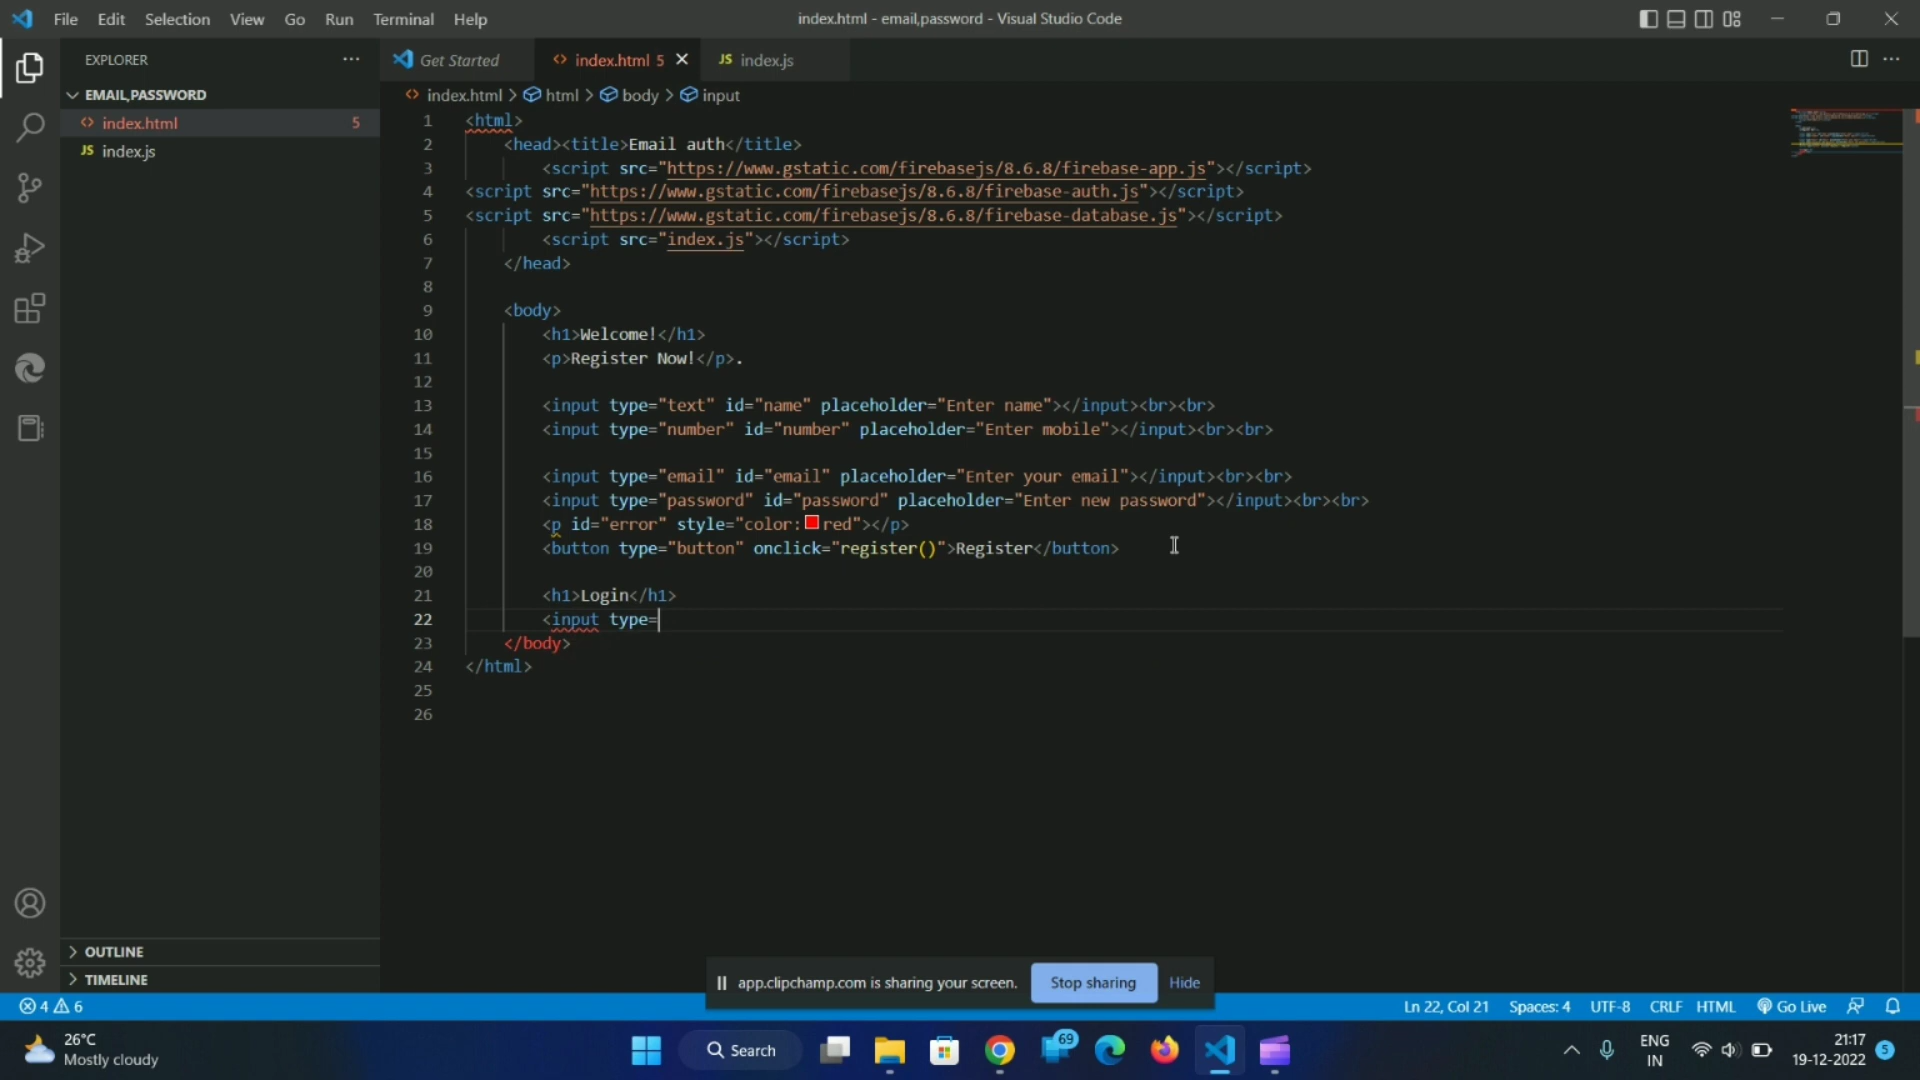 File Edit Selection View Go Run Terminal Help
index.html - email,password - Visual Studio Code
EXPLORER
EMAIL,PASSWORD
index.html 5
JS index.js
Get Started
index.html 5
JS index.js
index.html > html > body > input
1 <html>
2 <head><title>Email auth</title>
3 <script src="https://www.gstatic.com/firebasejs/8.6.8/firebase-app.js"></script>
4 <script src="https://www.gstatic.com/firebasejs/8.6.8/firebase-auth.js"></script>
5 <script src="https://www.gstatic.com/firebasejs/8.6.8/firebase-database.js"></script>
6 <script src="index.js"></script>
7 </head>
8
9 <body>
10 <h1>Welcome!</h1>
11 <p>Register Now!</p>.
12
13 <input type="text" id="name" placeholder="Enter name"></input><br><br>
14 <input type="number" id="number" placeholder="Enter mobile"></input><br><br>
15
16 <input type="email" id="email" placeholder="Enter your email"></input><br><br>
17 <input type="password" id="password" placeholder="Enter new password"></input><br><br>
18 <p id="error" style="color:red"></p>
19 <button type="button" onclick="register()">Register</button>
20
21 <h1>Login</h1>
22 <input type=
23 </body>
24 </html>
25
26
OUTLINE
TIMELINE
app.clipchamp.com is sharing your screen. Stop sharing Hide
4 6
Ln 22, Col 21 Spaces: 4 UTF-8 CRLF HTML Go Live
26°C
Mostly cloudy
Search
69
ENG
IN
21:17
19-12-2022
5